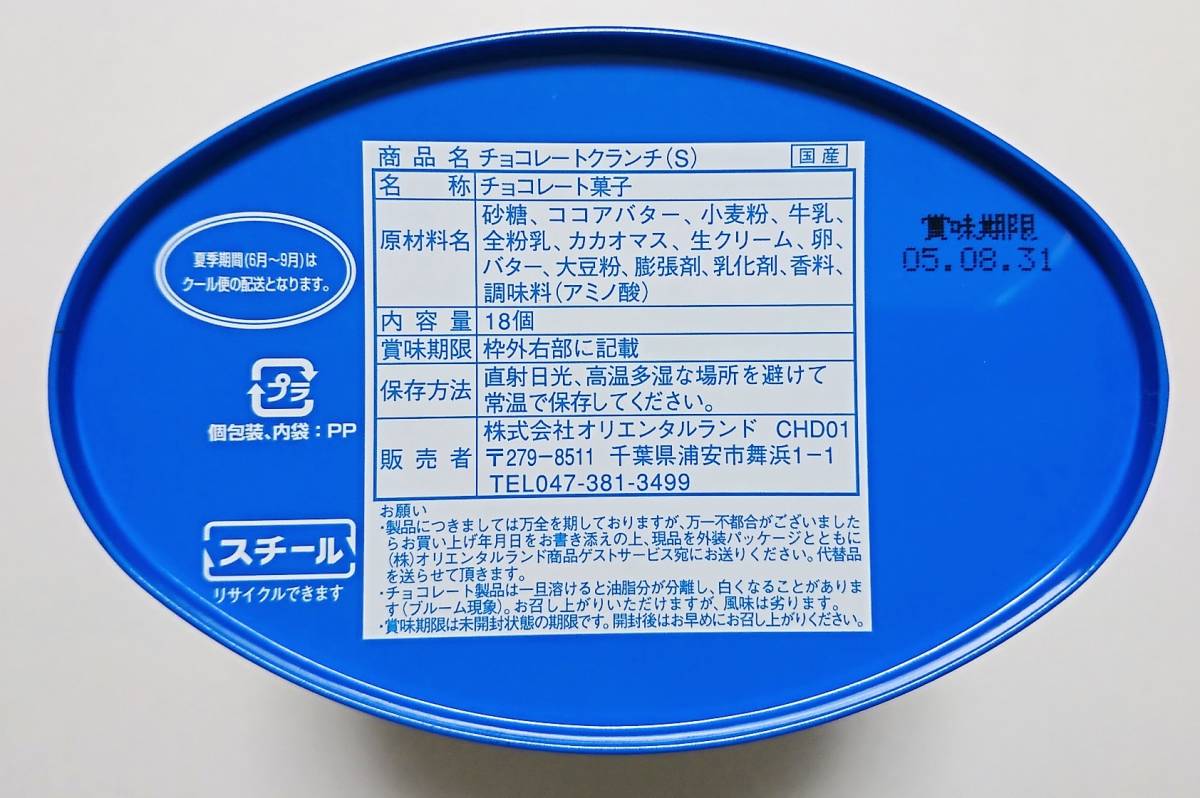 商品名 チョコレートクランチ(S) 国産
名称 チョコレート菓子
原材料名 砂糖、ココアバター、小麦粉、牛乳、
全粉乳、カカオマス、生クリーム、卵、
バター、大豆粉、膨張剤、乳化剤、香料、
調味料(アミノ酸)
内容量 18個
賞味期限 枠外右部に記載
保存方法 直射日光、高温多湿な場所を避けて
常温で保存してください。
販売者 株式会社オリエンタルランド CHD01
〒279-8511 千葉県浦安市舞浜1-1
TEL047-381-3499
お願い
・製品につきましては万全を期しておりますが、万一不都合がございました
らお買い上げ年月日をお書き添えの上、現品を外装パッケージとともに
(株)オリエンタルランド商品ゲストサービス宛にお送りください。代替品
を送らせて頂きます。
・チョコレート製品は一旦溶けると油脂分が分離し、白くなることがありま
す(ブルーム現象)。お召し上がりいただけますが、風味は劣ります。
・賞味期限は未開封状態の期限です。開封後はお早めにお召し上がりください。
夏季期間(6月〜9月)は
クール便の配送となります。
プラ
個包装、内袋:PP
スチール
リサイクルできます
賞味期限
05.08.31